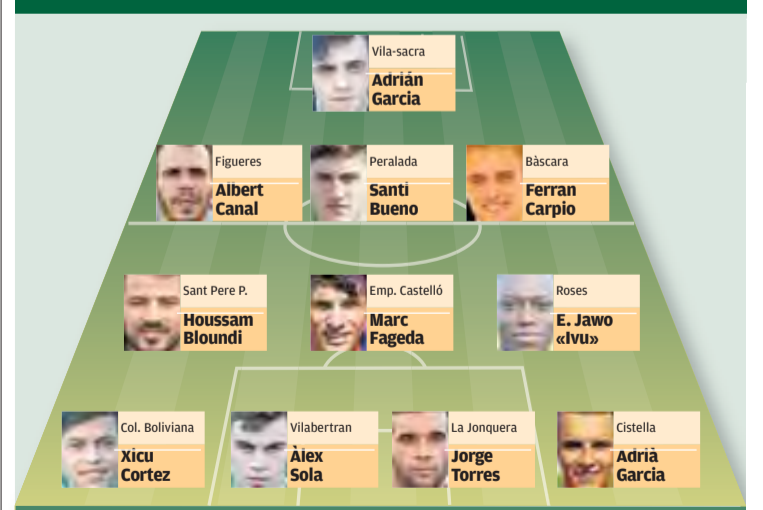 Vila-sacra
Adrián
Garcia
Figueres
Albert
Canal
Peralada
Santi
Bueno
Bàscara
Ferran
Carpio
Sant Pere P.
Houssam
Bloundi
Emp. Castelló
Marc
Fageda
Roses
E. Jawo
«Ivu»
Col. Boliviana
Xicu
Cortez
Vilabertran
Àlex
Sola
La Jonquera
Jorge
Torres
Cistella
Adrià
Garcia